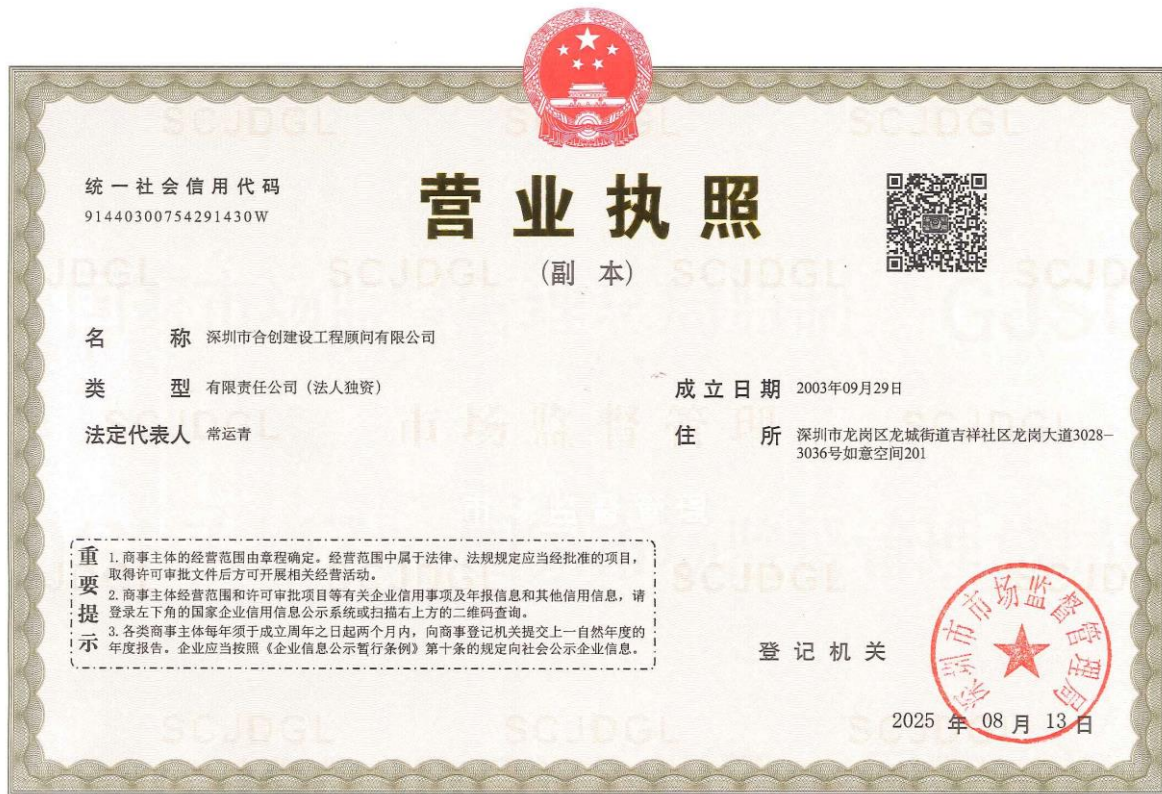 统一社会信用代码
91440300754291430W
营业执照
(副 本)
名 称 深圳市合创建设工程顾问有限公司
类 型 有限责任公司（法人独资）
法定代表人 常运青
成立日期 2003年09月29日
住 所 深圳市龙岗区龙城街道吉祥社区龙岗大道3028-
3036号如意空间201
重要提示
1. 商事主体的经营范围由章程确定。经营范围中属于法律、法规规定应当经批准的项目，
取得许可审批文件后方可开展相关经营活动。
2. 商事主体经营范围和许可审批项目等有关企业信用事项及年报信息和其他信用信息，请
登录左下角的国家企业信用信息公示系统或扫描右上方的二维码查询。
3. 各类商事主体每年须于成立周年之日起两个月内，向商事登记机关提交上一自然年度的
年度报告。企业应当按照《企业信息公示暂行条例》第十条的规定向社会公示企业信息。
登记机关
深圳市市场监督管理局
2025 年 08 月 13 日
SCJDGL
SCJDGL
SCJDGL
SCJDGL
市场监督管理